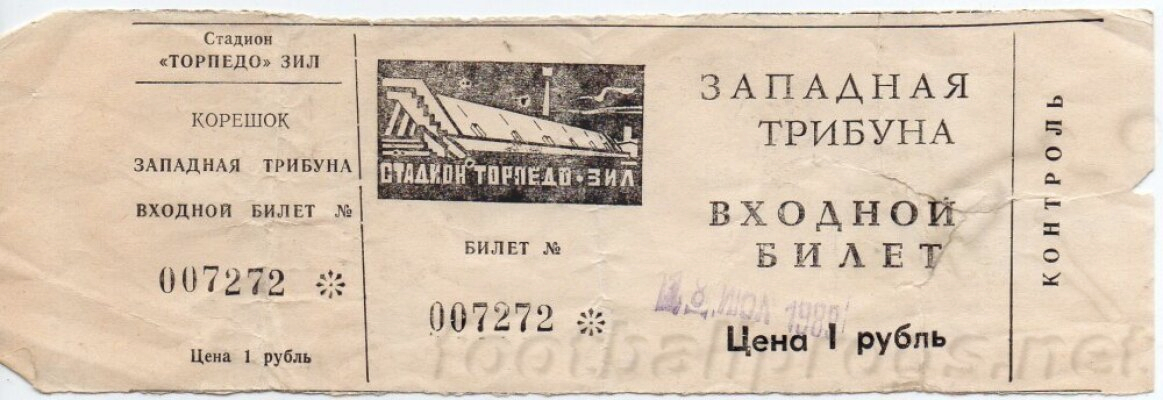 Стадион
«ТОРПЕДО» ЗИЛ
КОРЕШОК
ЗАПАДНАЯ ТРИБУНА
ВХОДНОЙ БИЛЕТ №
007272 *
Цена 1 рубль
СТАДИОН ТОРПЕДО·ЗИЛ
БИЛЕТ №
007272 *
ЗАПАДНАЯ
ТРИБУНА
ВХОДНОЙ
БИЛЕТ
Цена 1 рубль
КОНТРОЛЬ